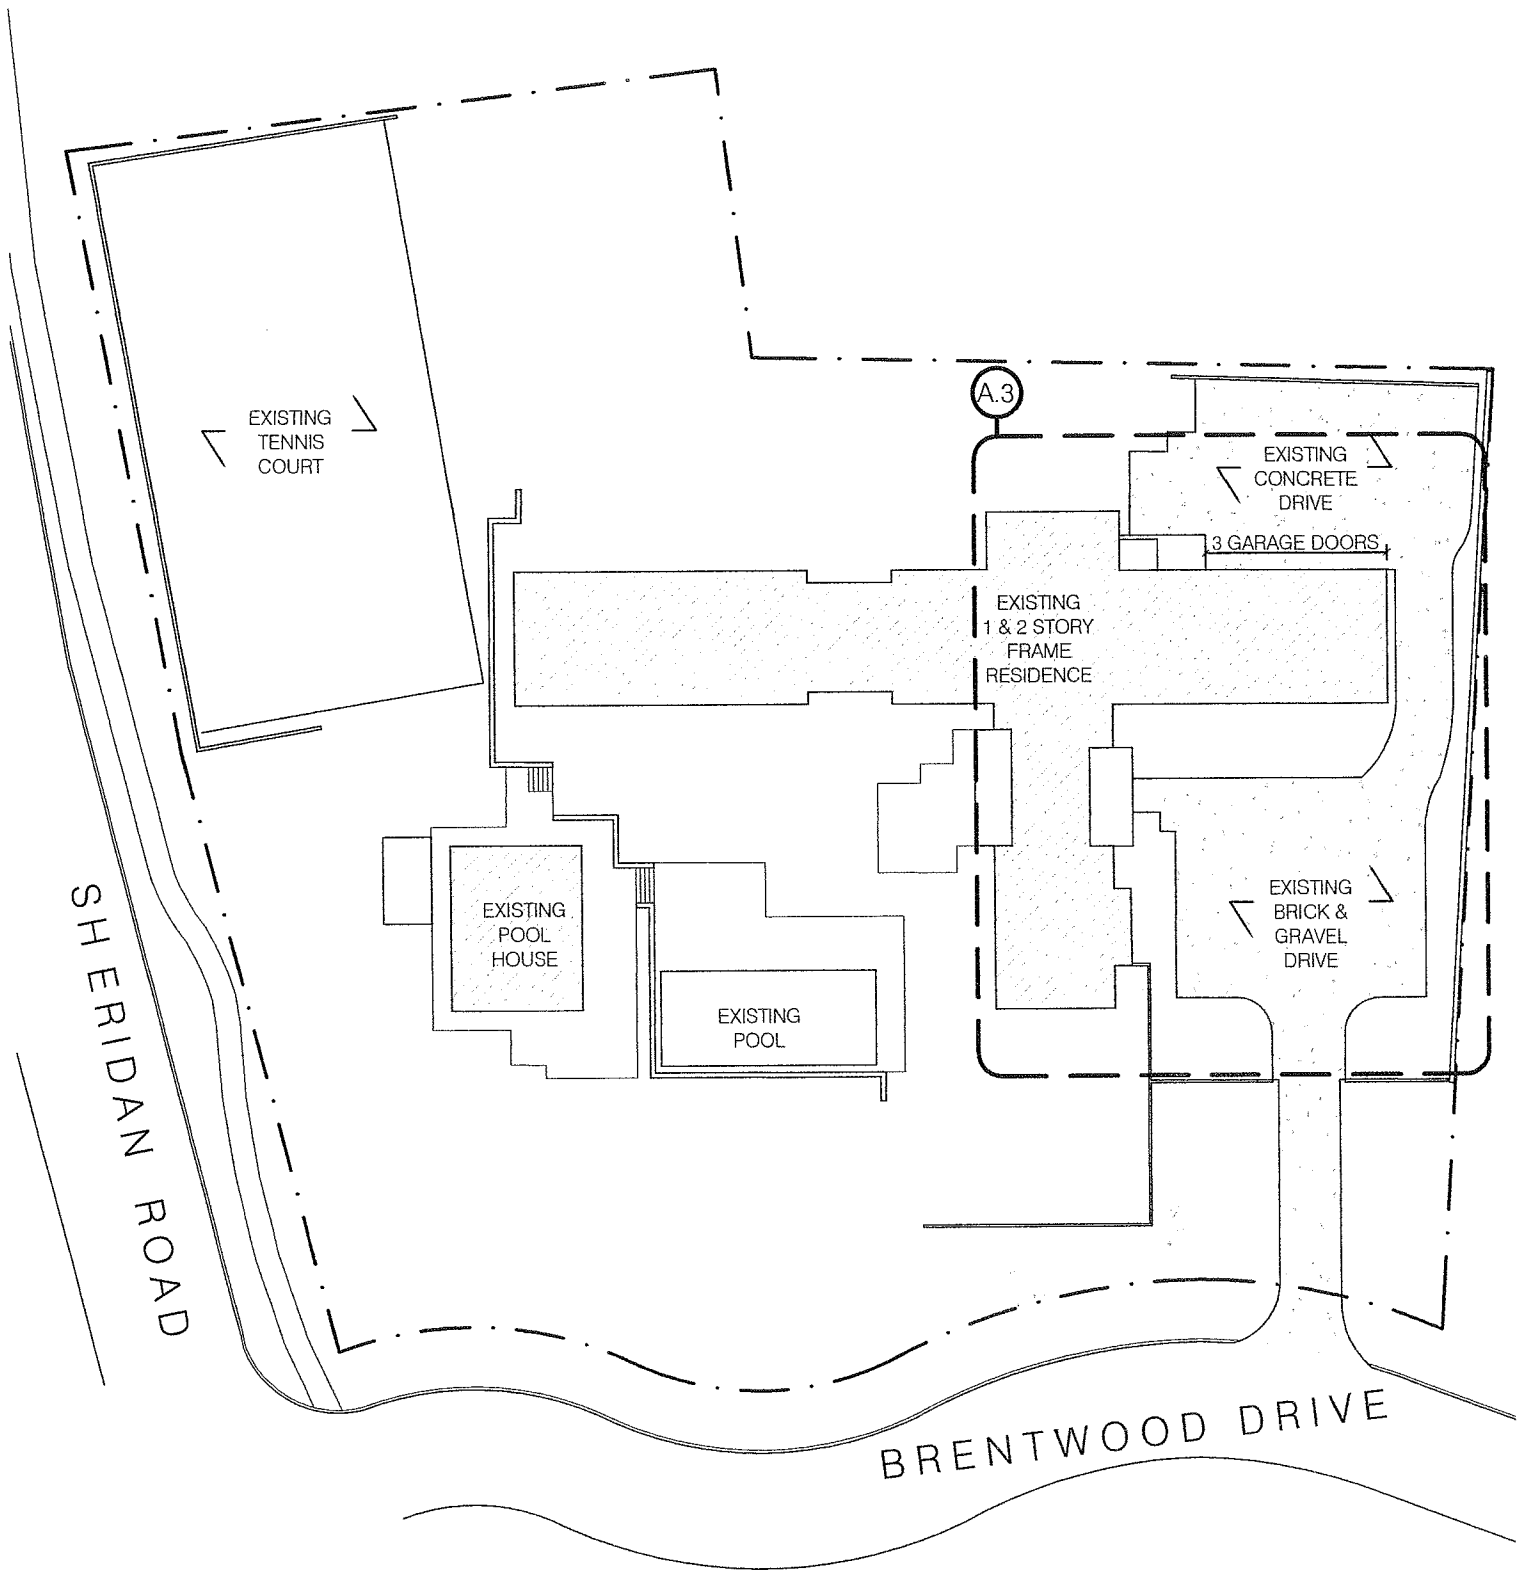 A.3
EXISTING
TENNIS
COURT
EXISTING
CONCRETE
DRIVE
3 GARAGE DOORS
EXISTING
1 & 2 STORY
FRAME
RESIDENCE
EXISTING
POOL
HOUSE
EXISTING
BRICK &
GRAVEL
DRIVE
EXISTING
POOL
SHERIDAN ROAD
BRENTWOOD DRIVE